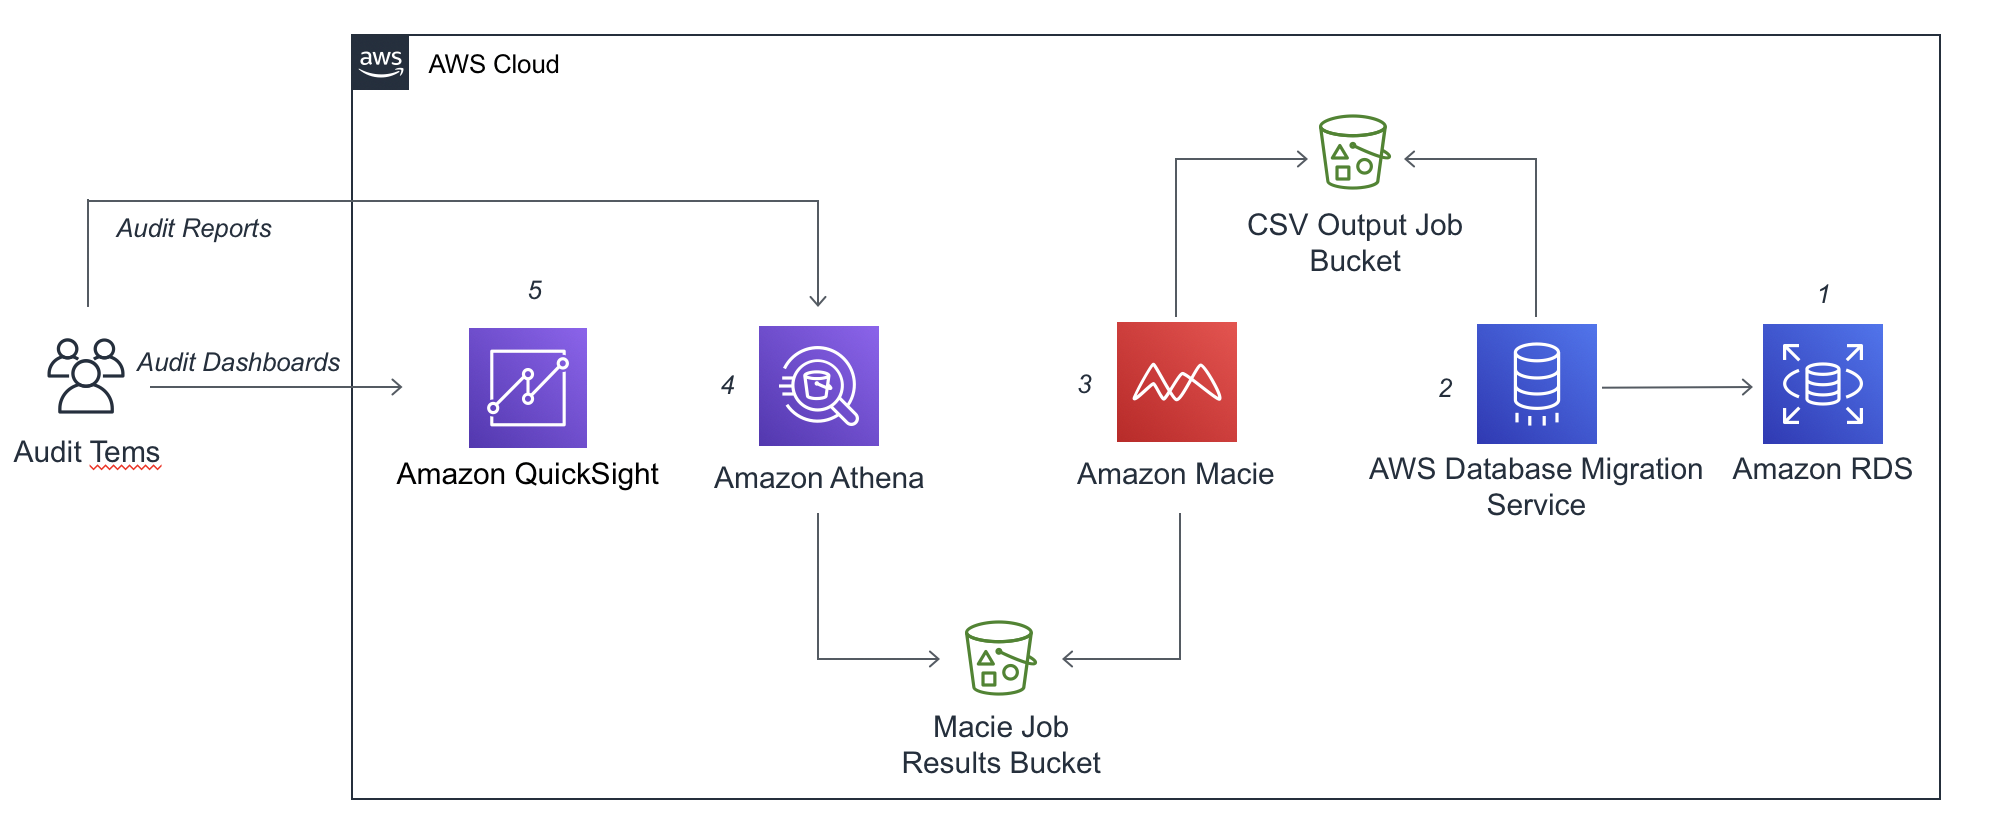 aws
AWS Cloud
CSV Output Job
Bucket
Audit Reports
5
1
Audit Dashboards
4
3
2
Audit Tems
Amazon QuickSight
Amazon Athena
Amazon Macie
AWS Database Migration
Service
Amazon RDS
Macie Job
Results Bucket